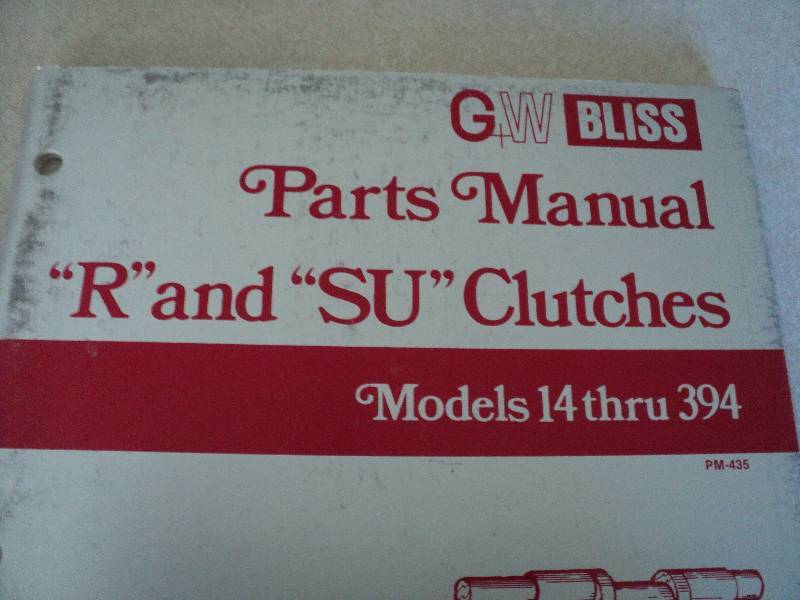 G+W BLISS
Parts Manual
“R” and “SU” Clutches
Models 14 thru 394
PM-435